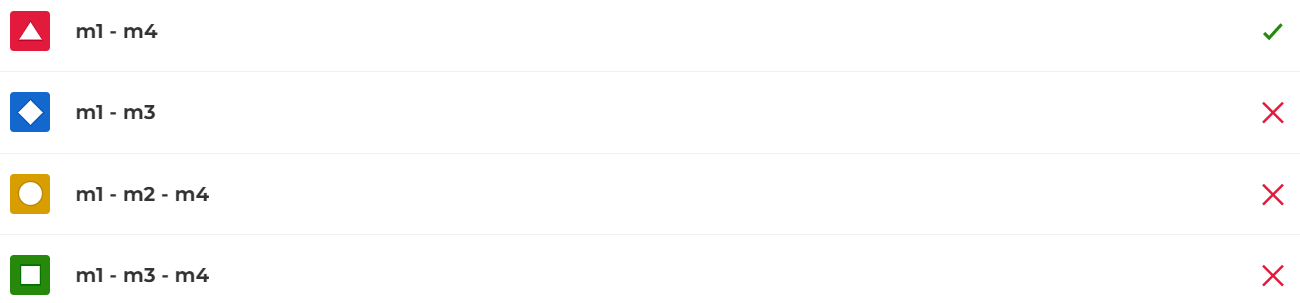 m1 - m4
m1 - m3
m1 - m2 - m4
m1 - m3 - m4